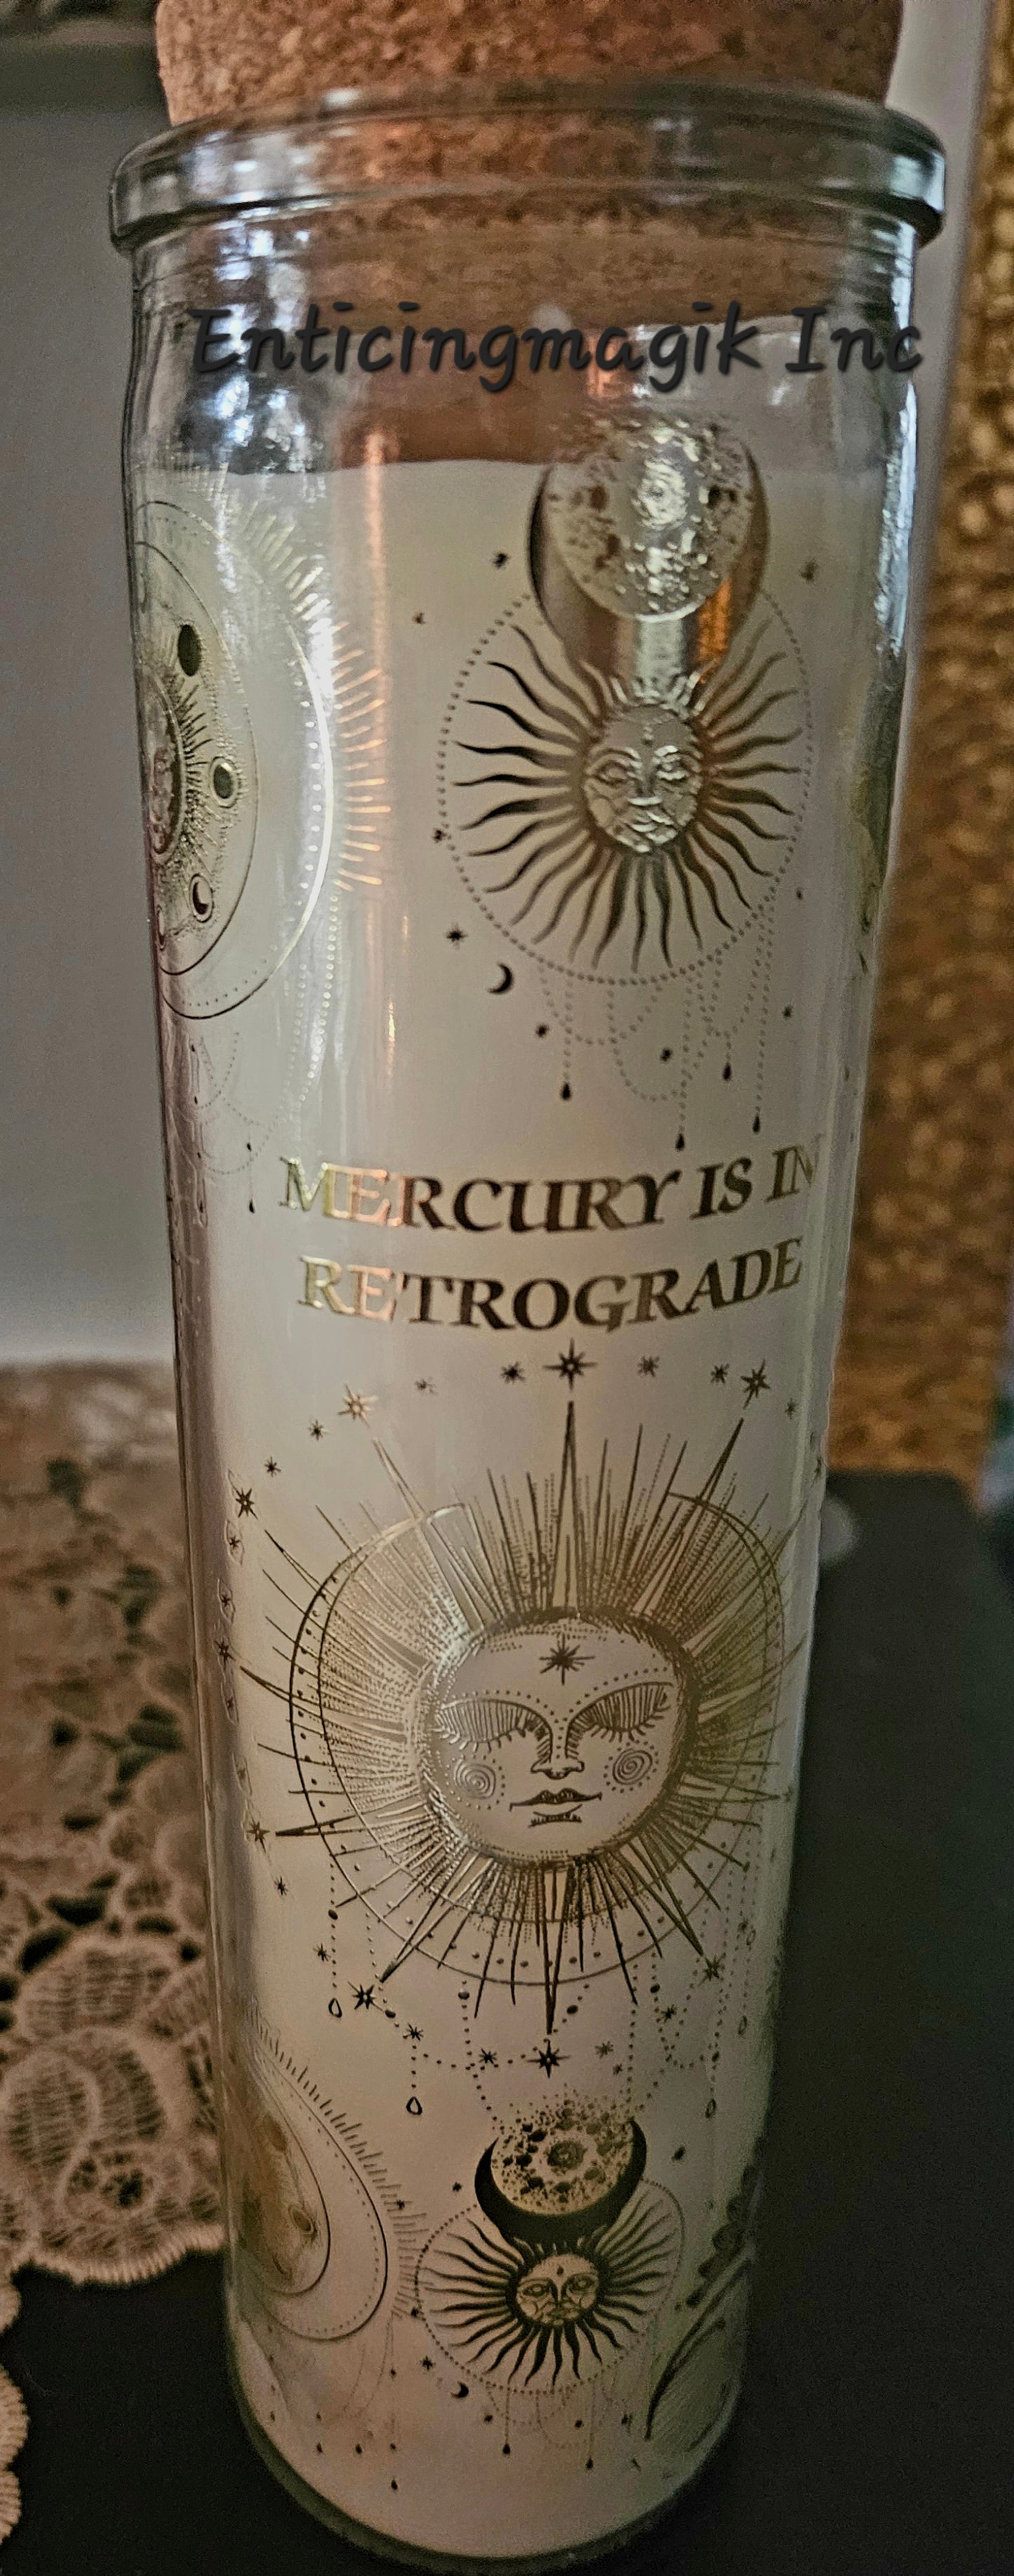 Enticingmagik Inc
MERCURY IS IN
RETROGRADE